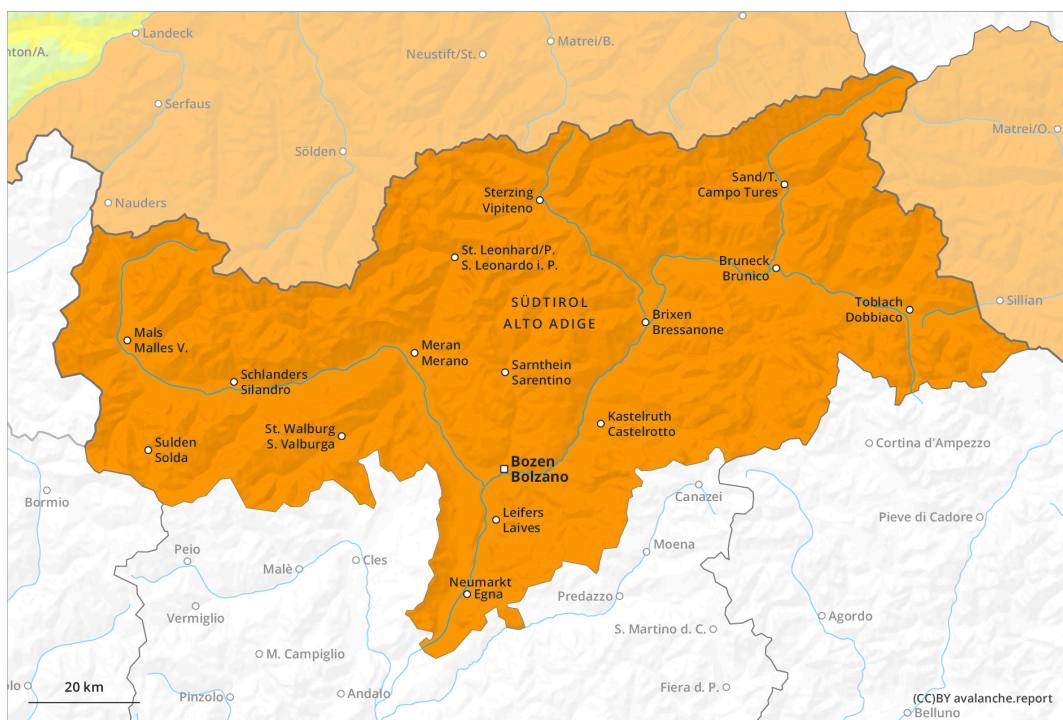 Landeck
nton/A.
Neustift/St.
Matrei/B.
Serfaus
Matrei/O.
Sölden
Nauders
Sterzing
Vipiteno
Sand/T.
Campo Tures
St. Leonhard/P.
S. Leonardo i. P.
Bruneck
Brunico
SÜDTIROL
ALTO ADIGE
Toblach
Dobbiaco
Sillian
Brixen
Bressanone
Mals
Malles V.
Meran
Merano
Sarnthein
Sarentino
Schlanders
Silandro
Kastelruth
Castelrotto
St. Walburg
S. Valburga
Sulden
Solda
Cortina d'Ampezzo
Bozen
Bolzano
Bormio
Canazei
Leifers
Laives
Pieve di Cadore
Peio
Moena
Malè
Cles
Neumarkt
Egna
Predazzo
Vermiglio
Agordo
S. Martino d. C.
M. Campiglio
olo
20 km
Pinzolo
Andalo
Fiera d. P.
(CC)BY avalanche.report
Belluno